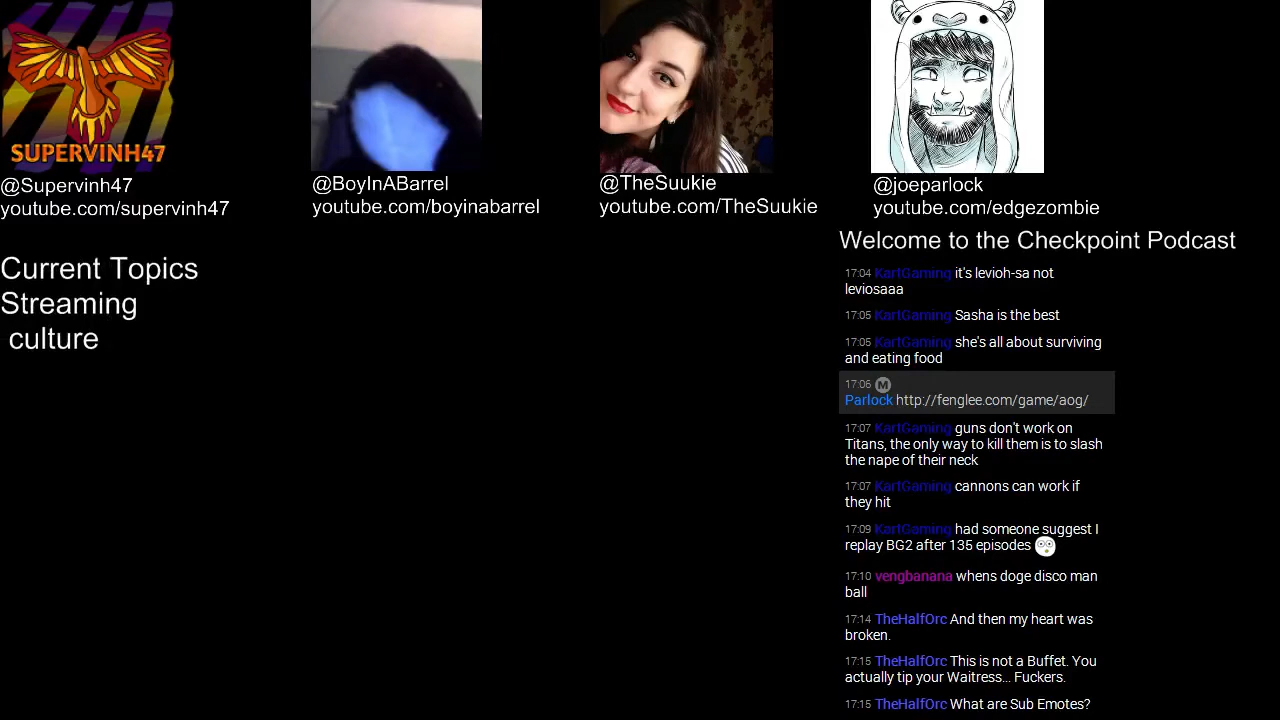 SUPERVINH47
@Supervinh47
youtube.com/supervinh47
@BoyInABarrel
youtube.com/boyinabarrel
@TheSuukie
youtube.com/TheSuukie
@joeparlock
youtube.com/edgezombie
Current Topics
Streaming
culture
Welcome to the Checkpoint Podcast
17:04 Kar1Gaming it's levioh-sa not
leviosaaa
17:05 Kar1Gaming Sasha is the best
17:05 Kar1Gaming she's all about surviving
and eating food
17:06 M
Parlock http://fenglee.com/game/aog/
17:07 Kar1Gaming guns don't work on
Titans, the only way to kill them is to slash
the nape of their neck
17:07 Kar1Gaming cannons can work if
they hit
17:09 Kar1Gaming had someone suggest I
replay BG2 after 135 episodes
17:10 vengbanana whens doge disco man
ball
17:14 TheHalfOrc And then my heart was
broken.
17:15 TheHalfOrc This is not a Buffet. You
actually tip your Waitress... Fuckers.
17:15 TheHalfOrc What are Sub Emotes?